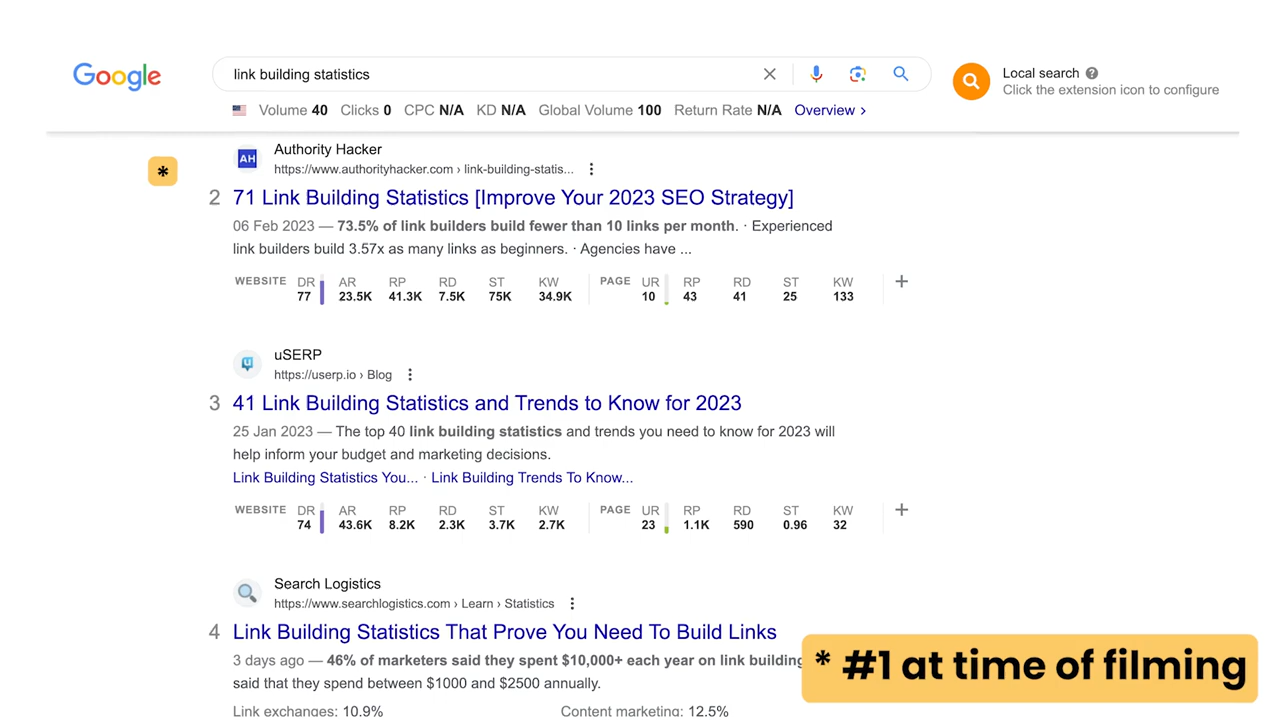 Google
link building statistics
Local search
Click the extension icon to configure
Volume 40 Clicks 0 CPC N/A KD N/A Global Volume 100 Return Rate N/A Overview ›
*
AH
Authority Hacker
https://www.authorityhacker.com › link-building-statis...
2 71 Link Building Statistics [Improve Your 2023 SEO Strategy]
06 Feb 2023 — 73.5% of link builders build fewer than 10 links per month. · Experienced
link builders build 3.57x as many links as beginners. · Agencies have ...
WEBSITE DR AR RP RD ST KW PAGE UR RP RD ST KW
77 23.5K 41.3K 7.5K 75K 34.9K 10 43 41 25 133
uSERP
https://userp.io › Blog
3 41 Link Building Statistics and Trends to Know for 2023
25 Jan 2023 — The top 40 link building statistics and trends you need to know for 2023 will
help inform your budget and marketing decisions.
Link Building Statistics You... · Link Building Trends To Know...
WEBSITE DR AR RP RD ST KW PAGE UR RP RD ST KW
74 43.6K 8.2K 2.3K 3.7K 2.7K 23 1.1K 590 0.96 32
Search Logistics
https://www.searchlogistics.com › Learn › Statistics
4 Link Building Statistics That Prove You Need To Build Links
3 days ago — 46% of marketers said they spent $10,000+ each year on link building
said that they spend between $1000 and $2500 annually.
Link exchanges: 10.9% Content marketing: 12.5%
* #1 at time of filming